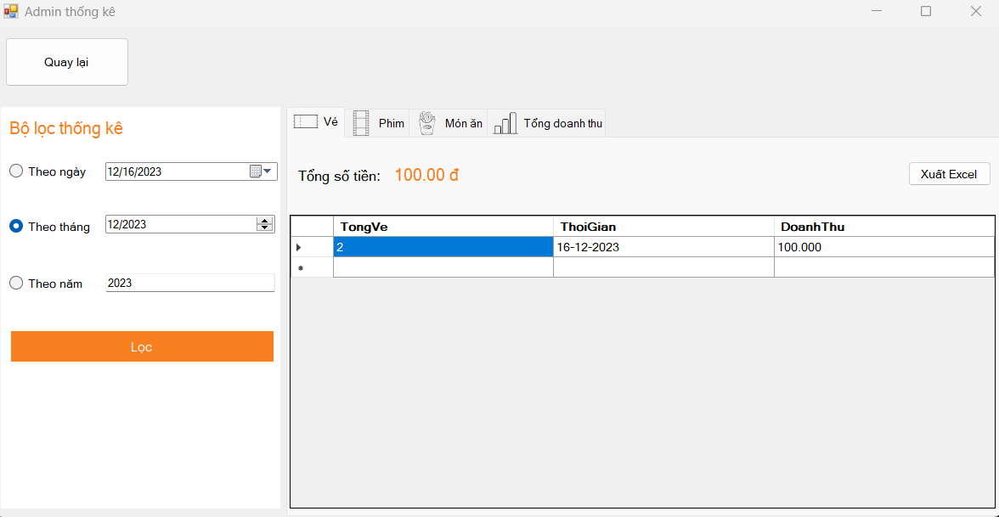 Admin thống kê
Quay lại
Bộ lọc thống kê
Theo ngày 12/16/2023
Theo tháng 12/2023
Theo năm 2023
Lọc
Vé Phim Món ăn Tổng doanh thu
Tổng số tiền: 100.00 đ Xuất Excel
TongVe ThoiGian DoanhThu
2 16-12-2023 100.000